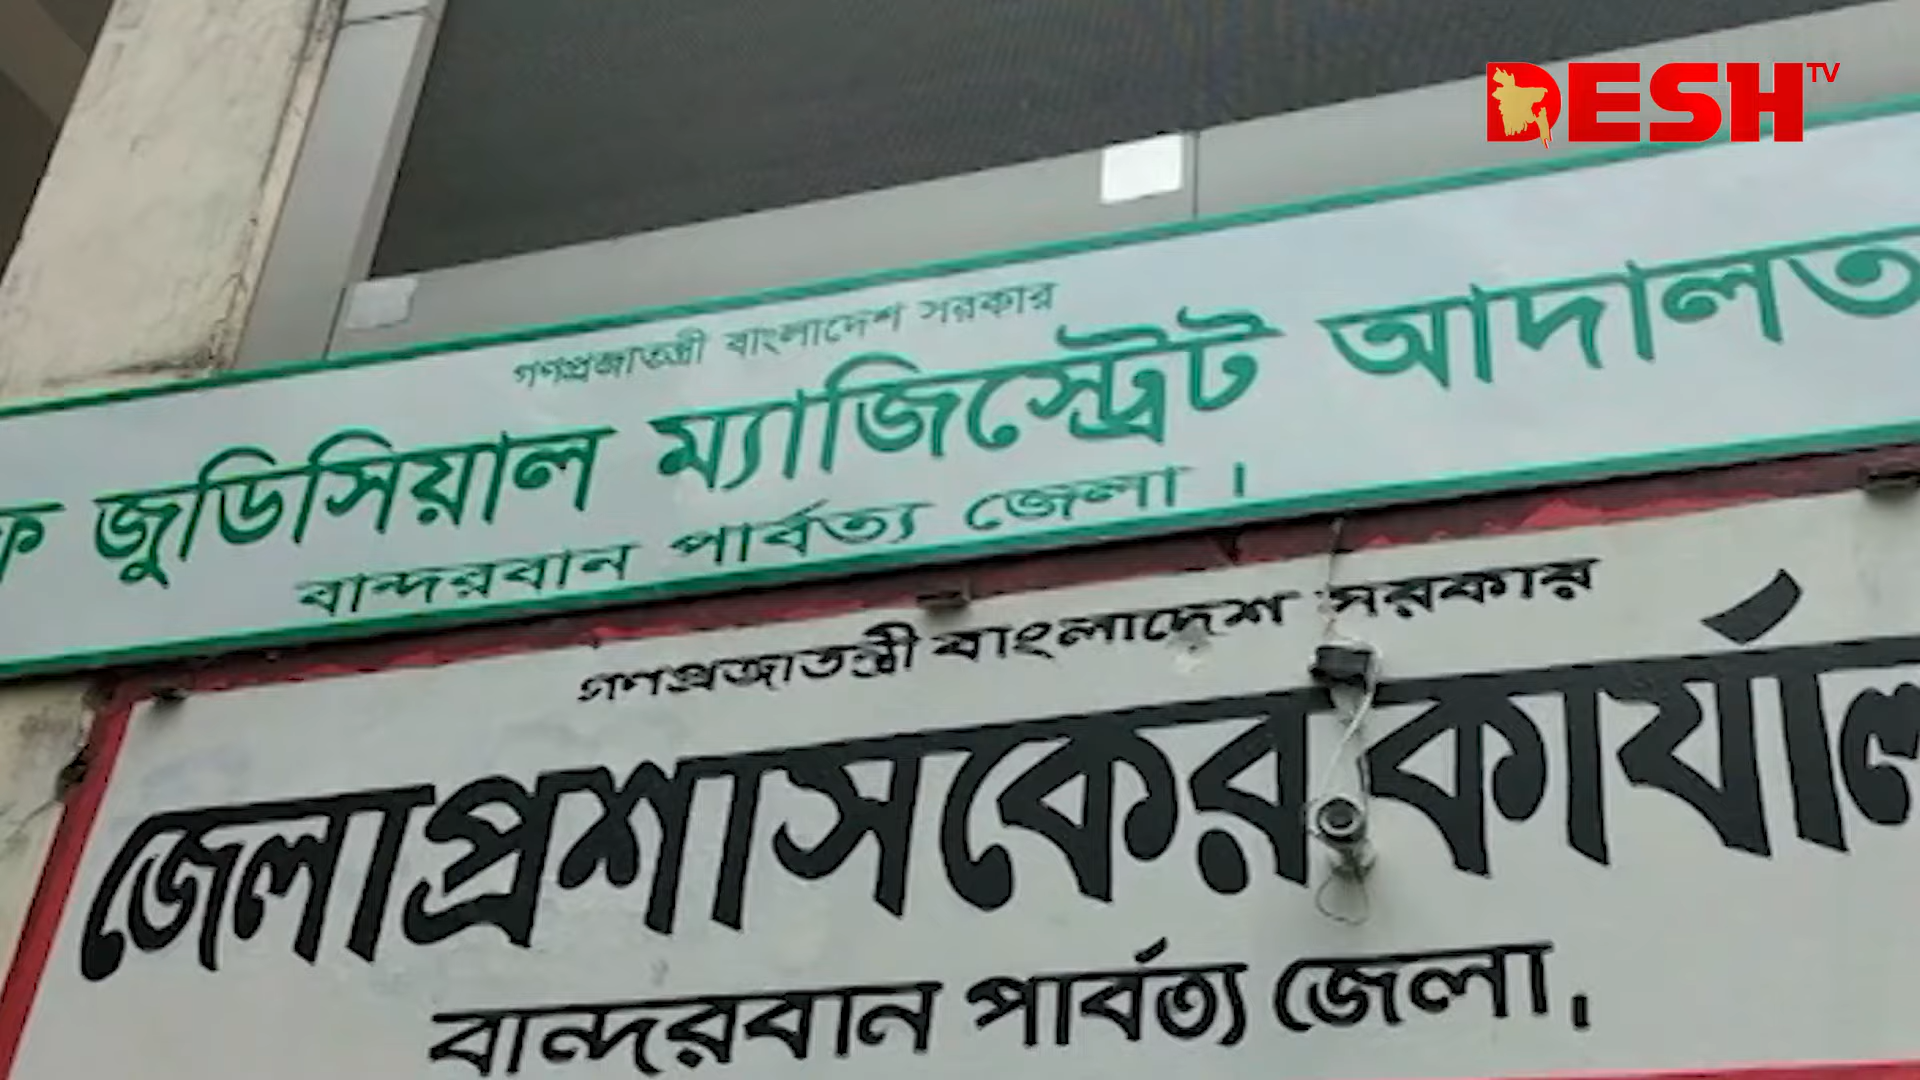 DESH TV
গণপ্রজাতন্ত্রী বাংলাদেশ সরকার
ফ জুডিসিয়াল ম্যাজিস্ট্রেট আদালত
বান্দরবান পার্বত্য জেলা ।
গণপ্রজাতন্ত্রী বাংলাদেশ সরকার
জেলা প্রশাসকের কার্যাল
বান্দরবান পার্বত্য জেলা.